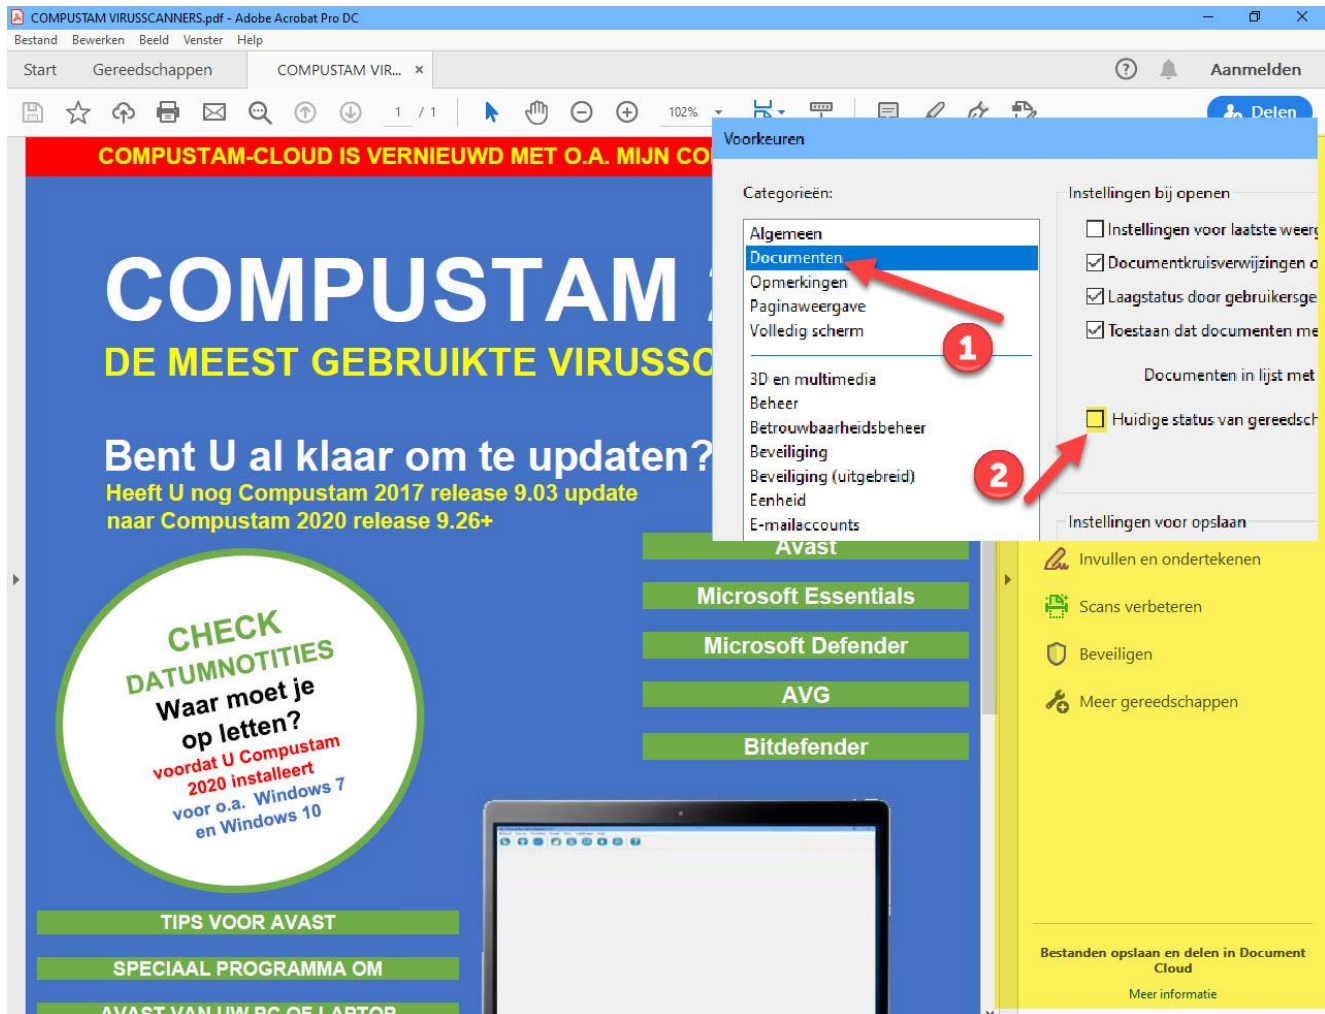 COMPUSTAM VIRUSSCANNERS.pdf - Adobe Acrobat Pro DC
Bestand Bewerken Beeld Venster Help
Start Gereedschappen COMPUSTAM VIR... × ? Aanmelden
1 / 1 102% Delen
COMPUSTAM-CLOUD IS VERNIEUWD MET O.A. MIJN CO
COMPUSTAM
DE MEEST GEBRUIKTE VIRUSSC
Bent U al klaar om te updaten?
Heeft U nog Compustam 2017 release 9.03 update
naar Compustam 2020 release 9.26+
Voorkeuren
Categorieën:
Algemeen
Documenten
Opmerkingen
Paginaweergave
Volledig scherm
3D en multimedia
Beheer
Betrouwbaarheidsbeheer
Beveiliging
Beveiliging (uitgebreid)
Eenheid
E-mailaccounts
1
2
Instellingen bij openen
Instellingen voor laatste weerg
Documentkruisverwijzingen o
Laagstatus door gebruikersge
Toestaan dat documenten me
Documenten in lijst met
Huidige status van gereedsch
Instellingen voor opslaan
Avast
Microsoft Essentials
Microsoft Defender
AVG
Bitdefender
CHECK
DATUMNOTITIES
Waar moet je
op letten?
voordat U Compustam
2020 installeert
voor o.a. Windows 7
en Windows 10
TIPS VOOR AVAST
SPECIAAL PROGRAMMA OM
AVAST VAN UW PC OF LAPTOP
Invullen en ondertekenen
Scans verbeteren
Beveiligen
Meer gereedschappen
Bestanden opslaan en delen in Document
Cloud
Meer informatie